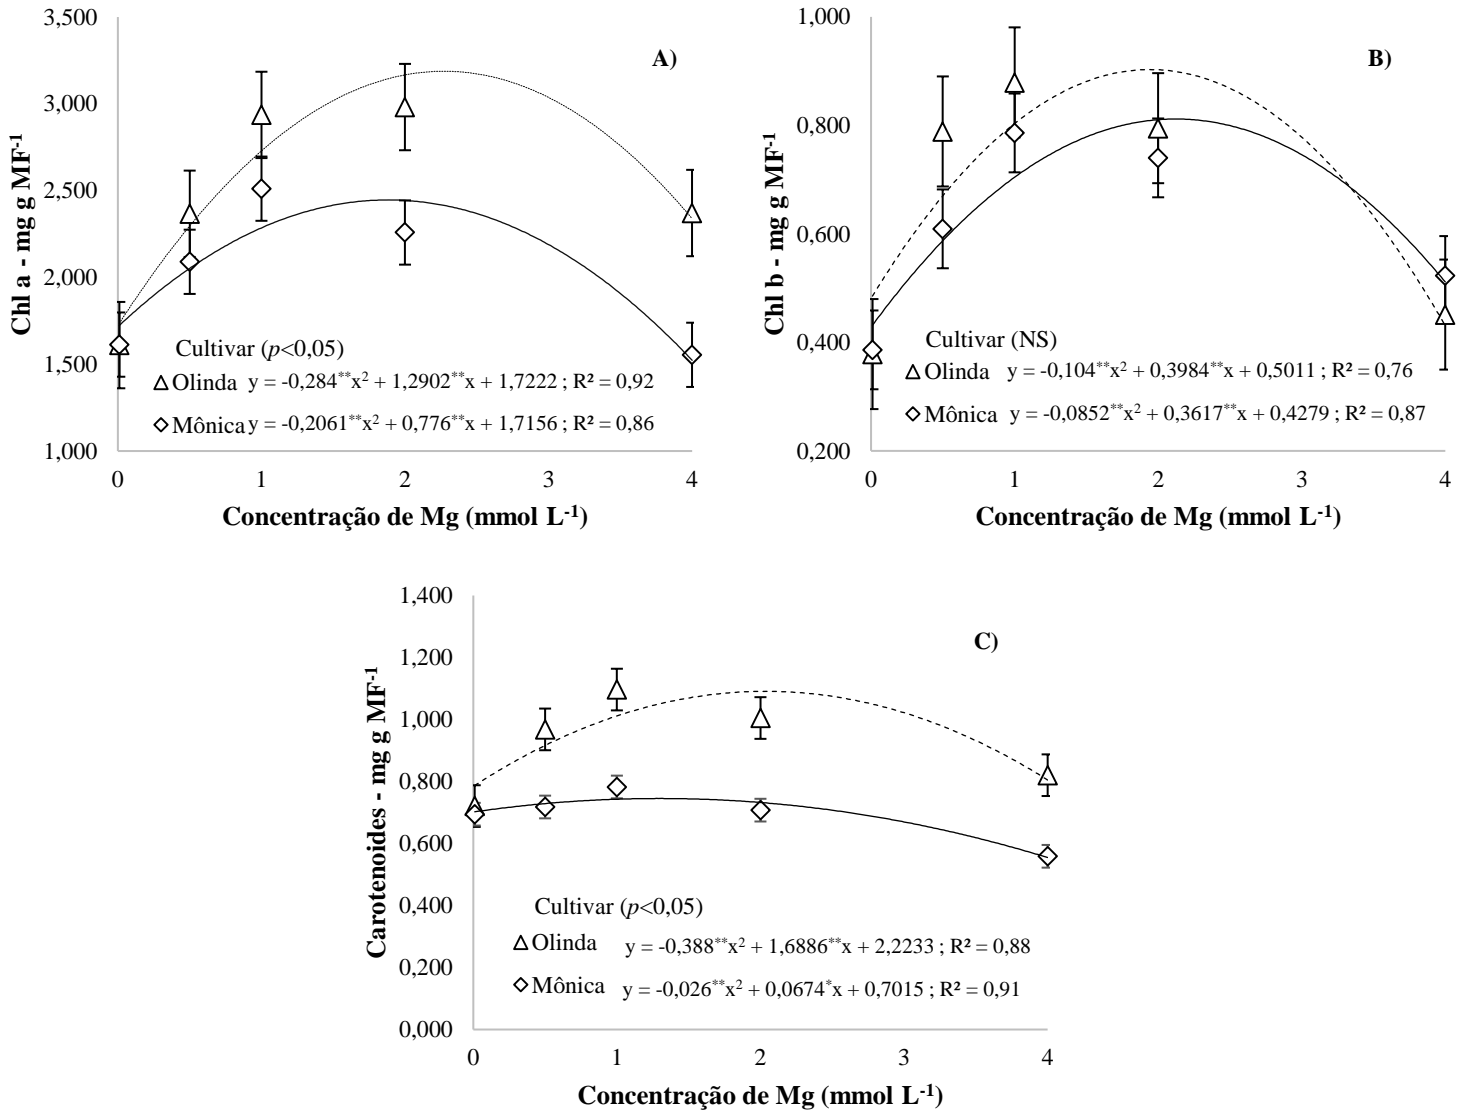 A)
Chl a - mg g MF⁻¹
3,500
3,000
2,500
2,000
1,500
1,000
Cultivar (p<0,05)
Olinda y = -0,284**x² + 1,2902**x + 1,7222 ; R² = 0,92
Mônica y = -0,2061**x² + 0,776**x + 1,7156 ; R² = 0,86
0 1 2 3 4
Concentração de Mg (mmol L⁻¹)
B)
Chl b - mg g MF⁻¹
1,000
0,800
0,600
0,400
0,200
Cultivar (NS)
Olinda y = -0,104**x² + 0,3984**x + 0,5011 ; R² = 0,76
Mônica y = -0,0852**x² + 0,3617**x + 0,4279 ; R² = 0,87
0 1 2 3 4
Concentração de Mg (mmol L⁻¹)
C)
Carotenoides - mg g MF⁻¹
1,400
1,200
1,000
0,800
0,600
0,400
0,200
0,000
Cultivar (p<0,05)
Olinda y = -0,388**x² + 1,6886**x + 2,2233 ; R² = 0,88
Mônica y = -0,026**x² + 0,0674*x + 0,7015 ; R² = 0,91
0 1 2 3 4
Concentração de Mg (mmol L⁻¹)